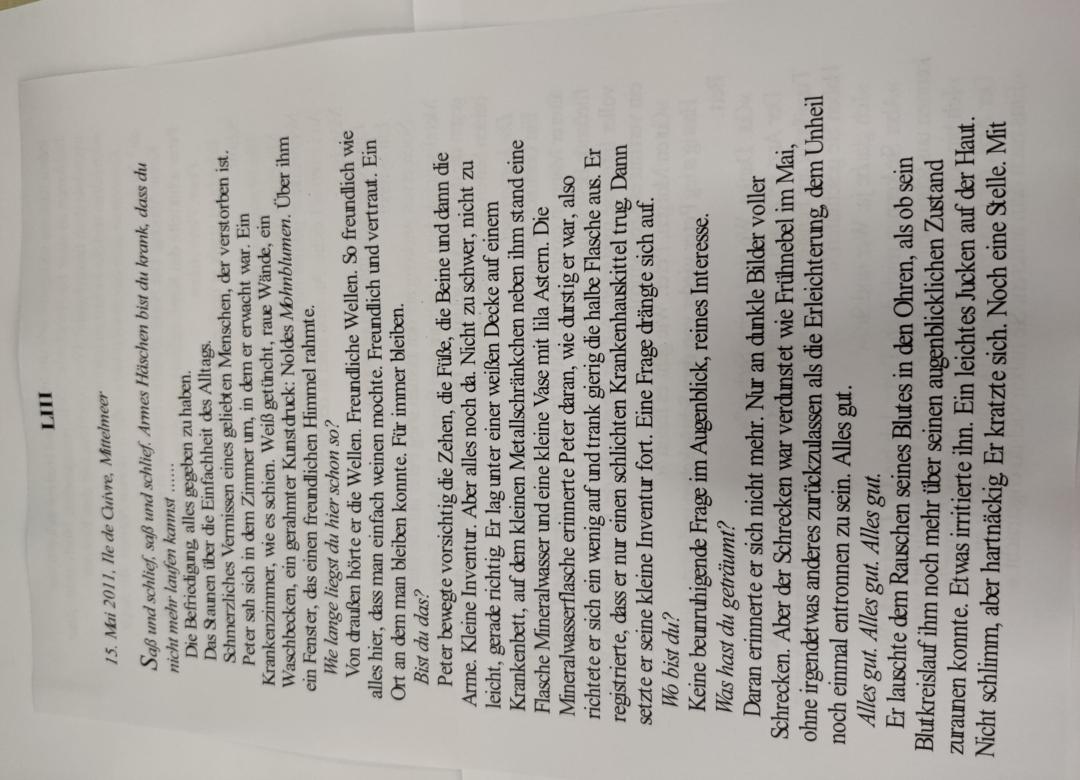 LIII
15. Mai 2011, Ile de Cuivre, Mittelmeer
Saß und schlief, saß und schlief. Armes Häschen bist du krank, dass du
nicht mehr laufen kannst ……
Die Befriedigung, alles gegeben zu haben.
Das Staunen über die Einfachheit des Alltags.
Schmerzliches Vermissen eines geliebten Menschen, der verstorben ist.
Peter sah sich in dem Zimmer um, in dem er erwacht war. Ein
Krankenzimmer, wie es schien. Weiß getüncht, raue Wände, ein
Waschbecken, ein gerahmter Kunstdruck: Noldes Mohnblumen. Über ihm
ein Fenster, das einen freundlichen Himmel rahmte.
Wie lange liegst du hier schon so?
Von draußen hörte er die Wellen. Freundliche Wellen. So freundlich wie
alles hier, dass man einfach weinen mochte. Freundlich und vertraut. Ein
Ort an dem man bleiben konnte. Für immer bleiben.
Bist du das?
Peter bewegte vorsichtig die Zehen, die Füße, die Beine und dann die
Arme. Kleine Inventur. Aber alles noch da. Nicht zu schwer, nicht zu
leicht, gerade richtig. Er lag unter einer weißen Decke auf einem
Krankenbett, auf dem kleinen Metallschränkchen neben ihm stand eine
Flasche Mineralwasser und eine kleine Vase mit lila Astern. Die
Mineralwasserflasche erinnerte Peter daran, wie durstig er war, also
richtete er sich ein wenig auf und trank gierig die halbe Flasche aus. Er
registrierte, dass er nur einen schlichten Krankenhauskittel trug. Dann
setzte er seine kleine Inventur fort. Eine Frage drängte sich auf.
Wo bist du?
Keine beunruhigende Frage im Augenblick, reines Interesse.
Was hast du geträumt?
Daran erinnerte er sich nicht mehr. Nur an dunkle Bilder voller
Schrecken. Aber der Schrecken war verdunstet wie Frühnebel im Mai,
ohne irgendetwas anderes zurückzulassen als die Erleichterung, dem Unheil
noch einmal entronnen zu sein. Alles gut.
Alles gut. Alles gut. Alles gut. Alles gut.
Er lauschte dem Rauschen seines Blutes in den Ohren, als ob sein
Blutkreislauf ihm noch mehr über seinen augenblicklichen Zustand
zuraunen konnte. Etwas irritierte ihn. Ein leichtes Jucken auf der Haut.
Nicht schlimm, aber hartnäckig. Er kratzte sich. Noch eine Stelle. Mit